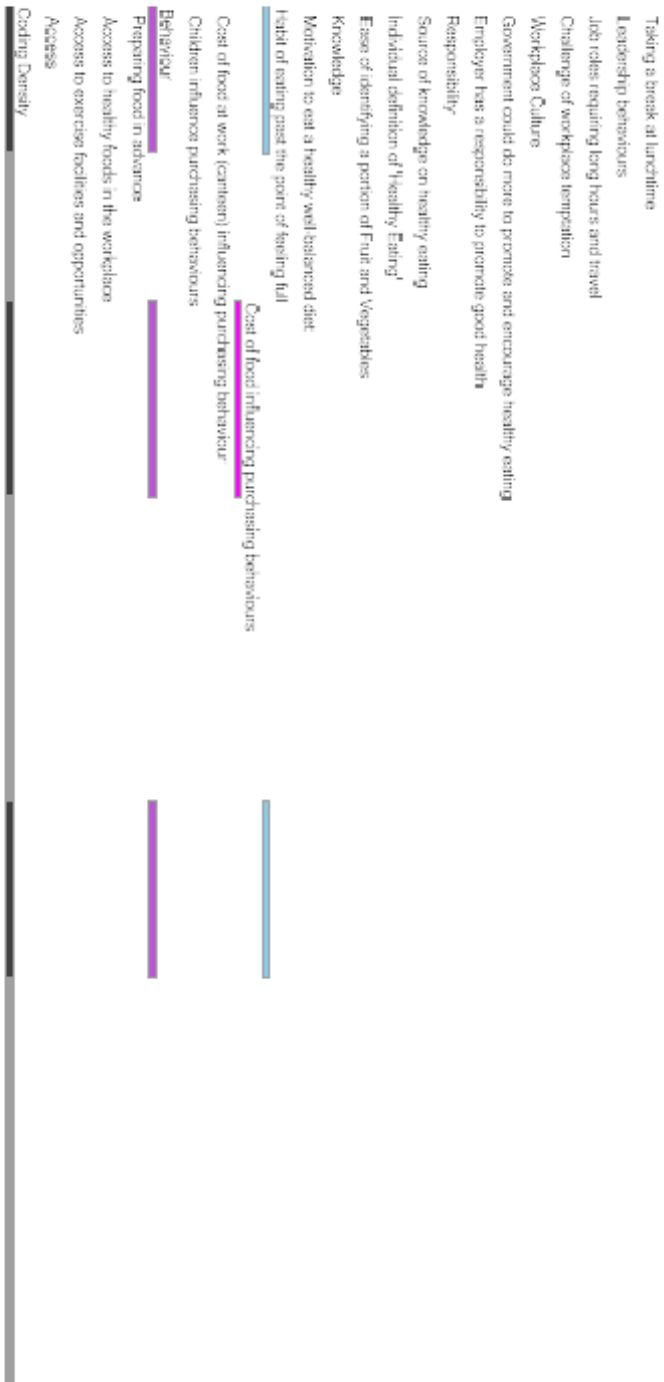 Taking a break at lunchtime
Leadership behaviours
Job roles requiring long hours and travel
Challenge of workplace temptation
Workplace Culture
Government could do more to promote and encourage healthy eating
Employer has a responsibility to promote good health
Responsibility
Source of knowledge on healthy eating
Individual definition of 'Healthy Eating'
Ease of identifying a portion of Fruit and Vegetables
Knowledge
Motivation to eat a healthy well-balanced diet
Habit of eating past the point of feeling full
Cost of food influencing purchasing behaviours
Cost of food at work (canteen) influencing purchasing behaviour
Children influence purchasing behaviours
Behaviour
Preparing food in advance
Access to healthy foods in the workplace
Access to exercise facilities and opportunities
Access
Coding Density